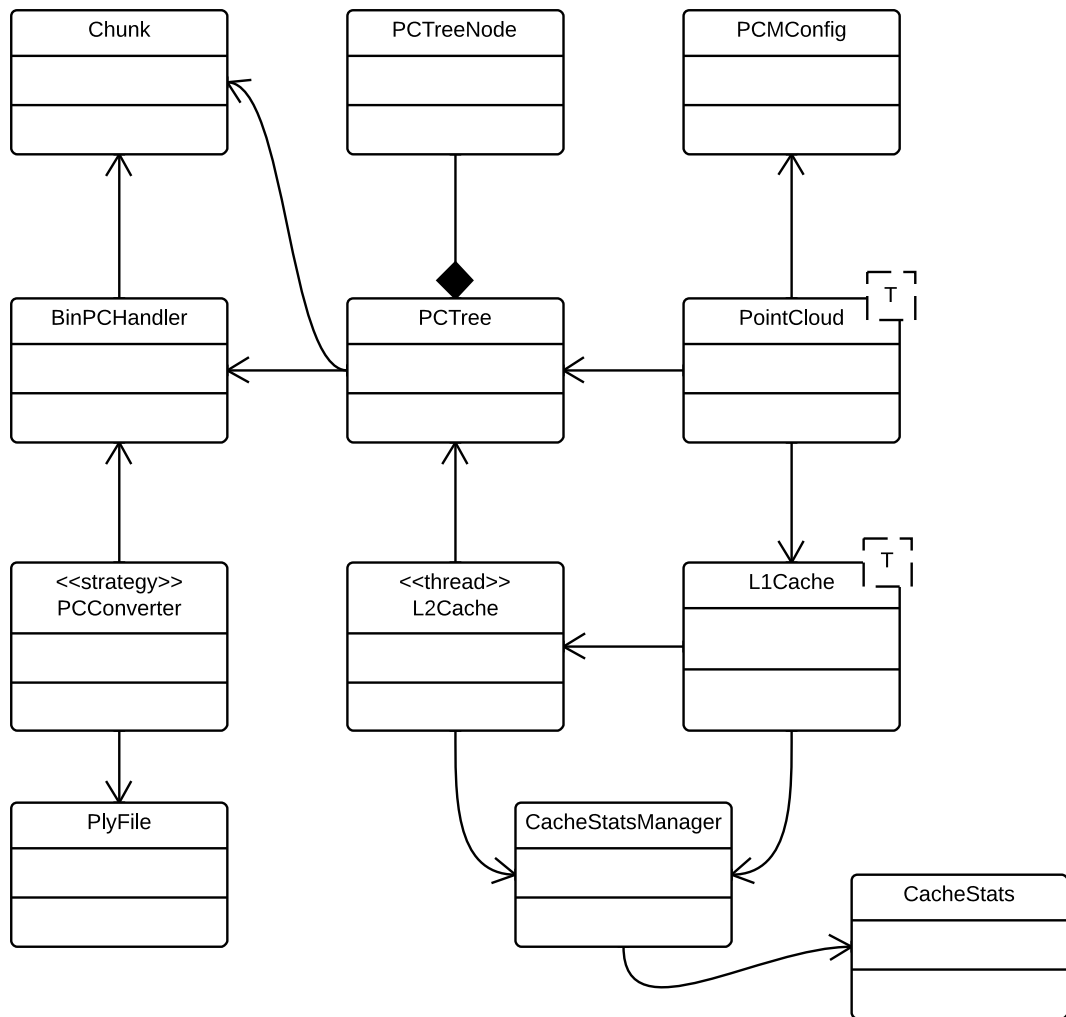 Chunk
PCTreeNode
PCMConfig
BinPCHandler
PCTree
PointCloud
T
<<strategy>>
PCConverter
<<thread>>
L2Cache
L1Cache
T
PlyFile
CacheStatsManager
CacheStats